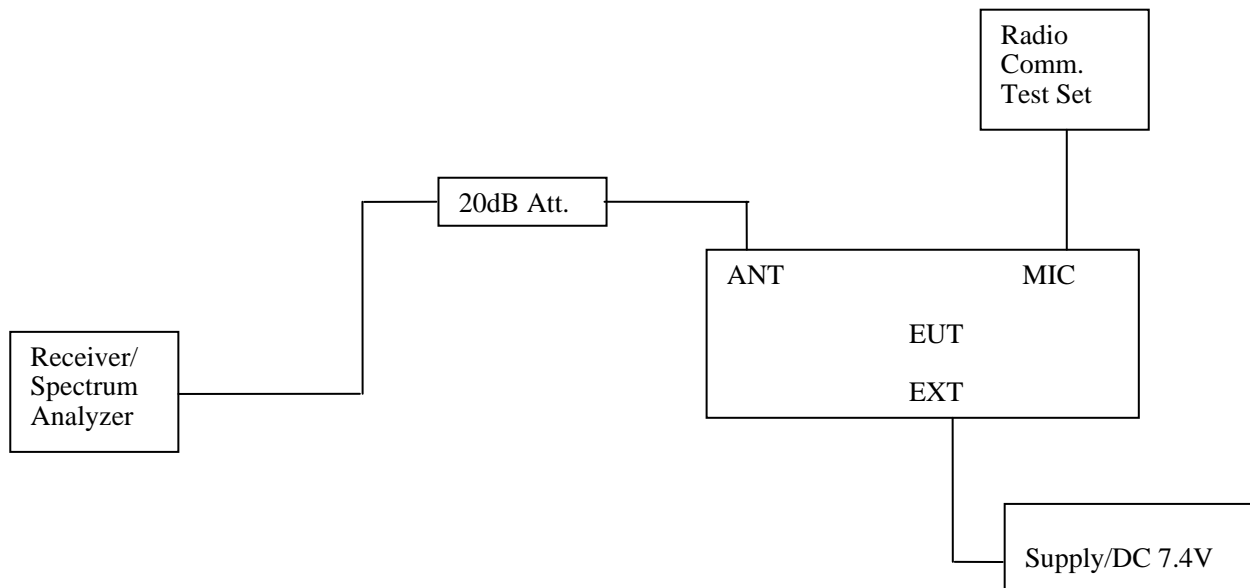 Radio
Comm.
Test Set
20dB Att.
ANT
MIC
EUT
Receiver/
Spectrum
Analyzer
EXT
Supply/DC 7.4V